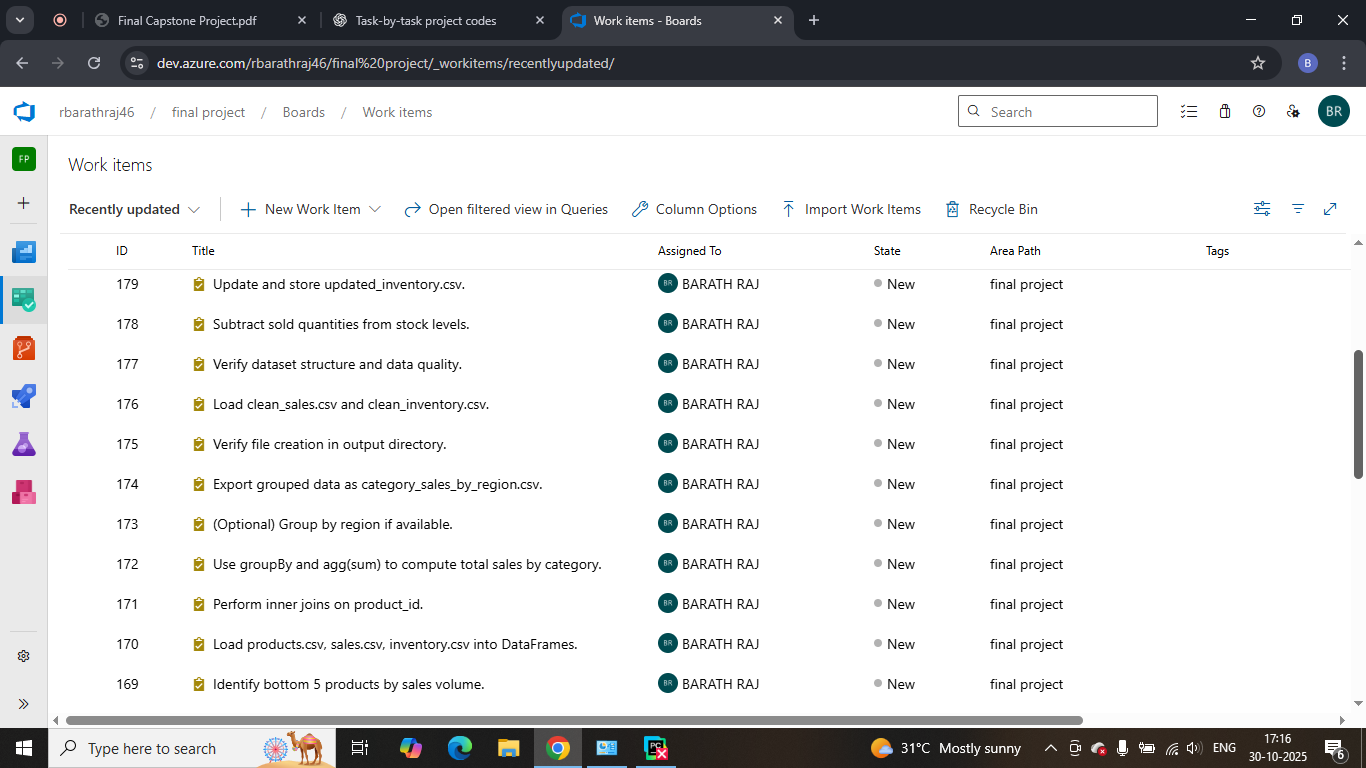 Final Capstone Project.pdf
Task-by-task project codes
Work items - Boards
dev.azure.com/rbarathraj46/final%20project/_workitems/recentlyupdated/
B
rbarathraj46 / final project / Boards / Work items
Search
BR
FP
Work items
Recently updated
New Work Item
Open filtered view in Queries
Column Options
Import Work Items
Recycle Bin
ID Title Assigned To State Area Path Tags
179 Update and store updated_inventory.csv. BR BARATH RAJ New final project
178 Subtract sold quantities from stock levels. BR BARATH RAJ New final project
177 Verify dataset structure and data quality. BR BARATH RAJ New final project
176 Load clean_sales.csv and clean_inventory.csv. BR BARATH RAJ New final project
175 Verify file creation in output directory. BR BARATH RAJ New final project
174 Export grouped data as category_sales_by_region.csv. BR BARATH RAJ New final project
173 (Optional) Group by region if available. BR BARATH RAJ New final project
172 Use groupBy and agg(sum) to compute total sales by category. BR BARATH RAJ New final project
171 Perform inner joins on product_id. BR BARATH RAJ New final project
170 Load products.csv, sales.csv, inventory.csv into DataFrames. BR BARATH RAJ New final project
169 Identify bottom 5 products by sales volume. BR BARATH RAJ New final project
Type here to search
PC
31°C Mostly sunny
ENG
17:16
30-10-2025
6